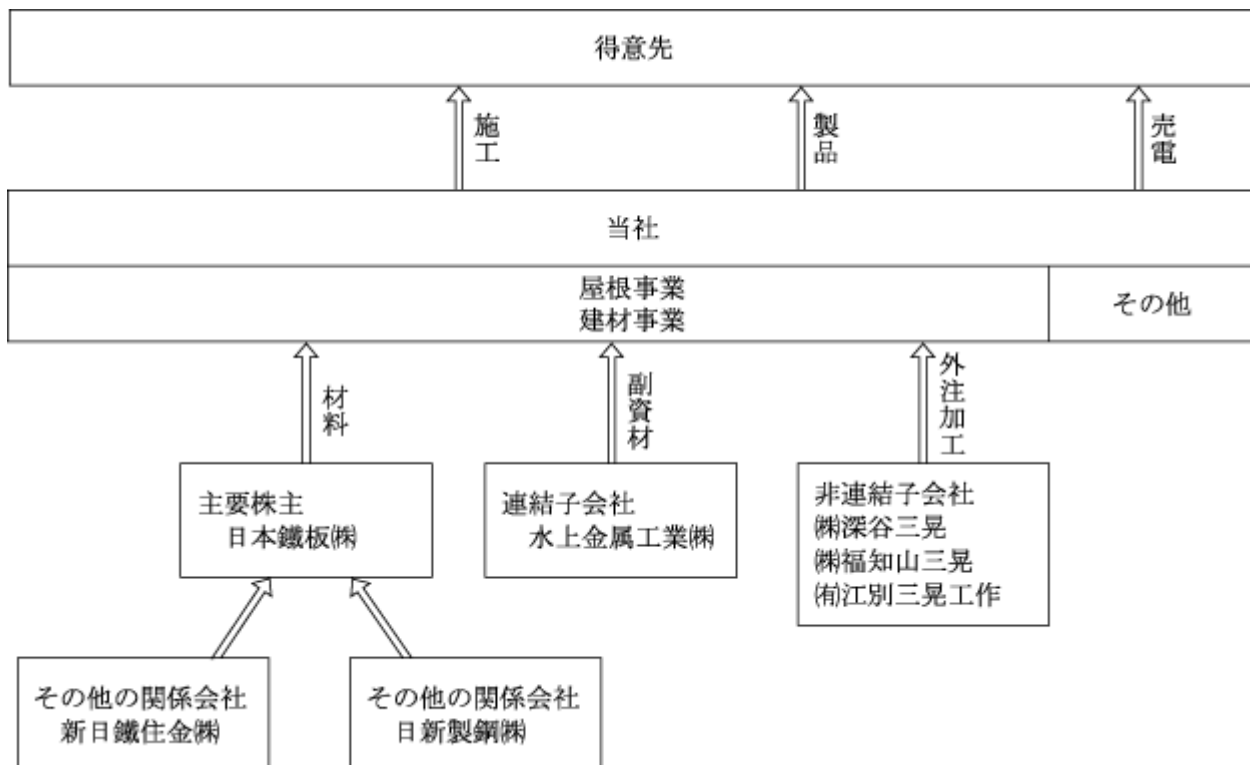 得意先
施工
製品
売電
当社
屋根事業
建材事業
その他
材料
副資材
外注加工
主要株主
日本鐵板㈱
連結子会社
水上金属工業㈱
非連結子会社
㈱深谷三晃
㈱福知山三晃
㈲江別三晃工作
その他の関係会社
新日鐵住金㈱
その他の関係会社
日新製鋼㈱